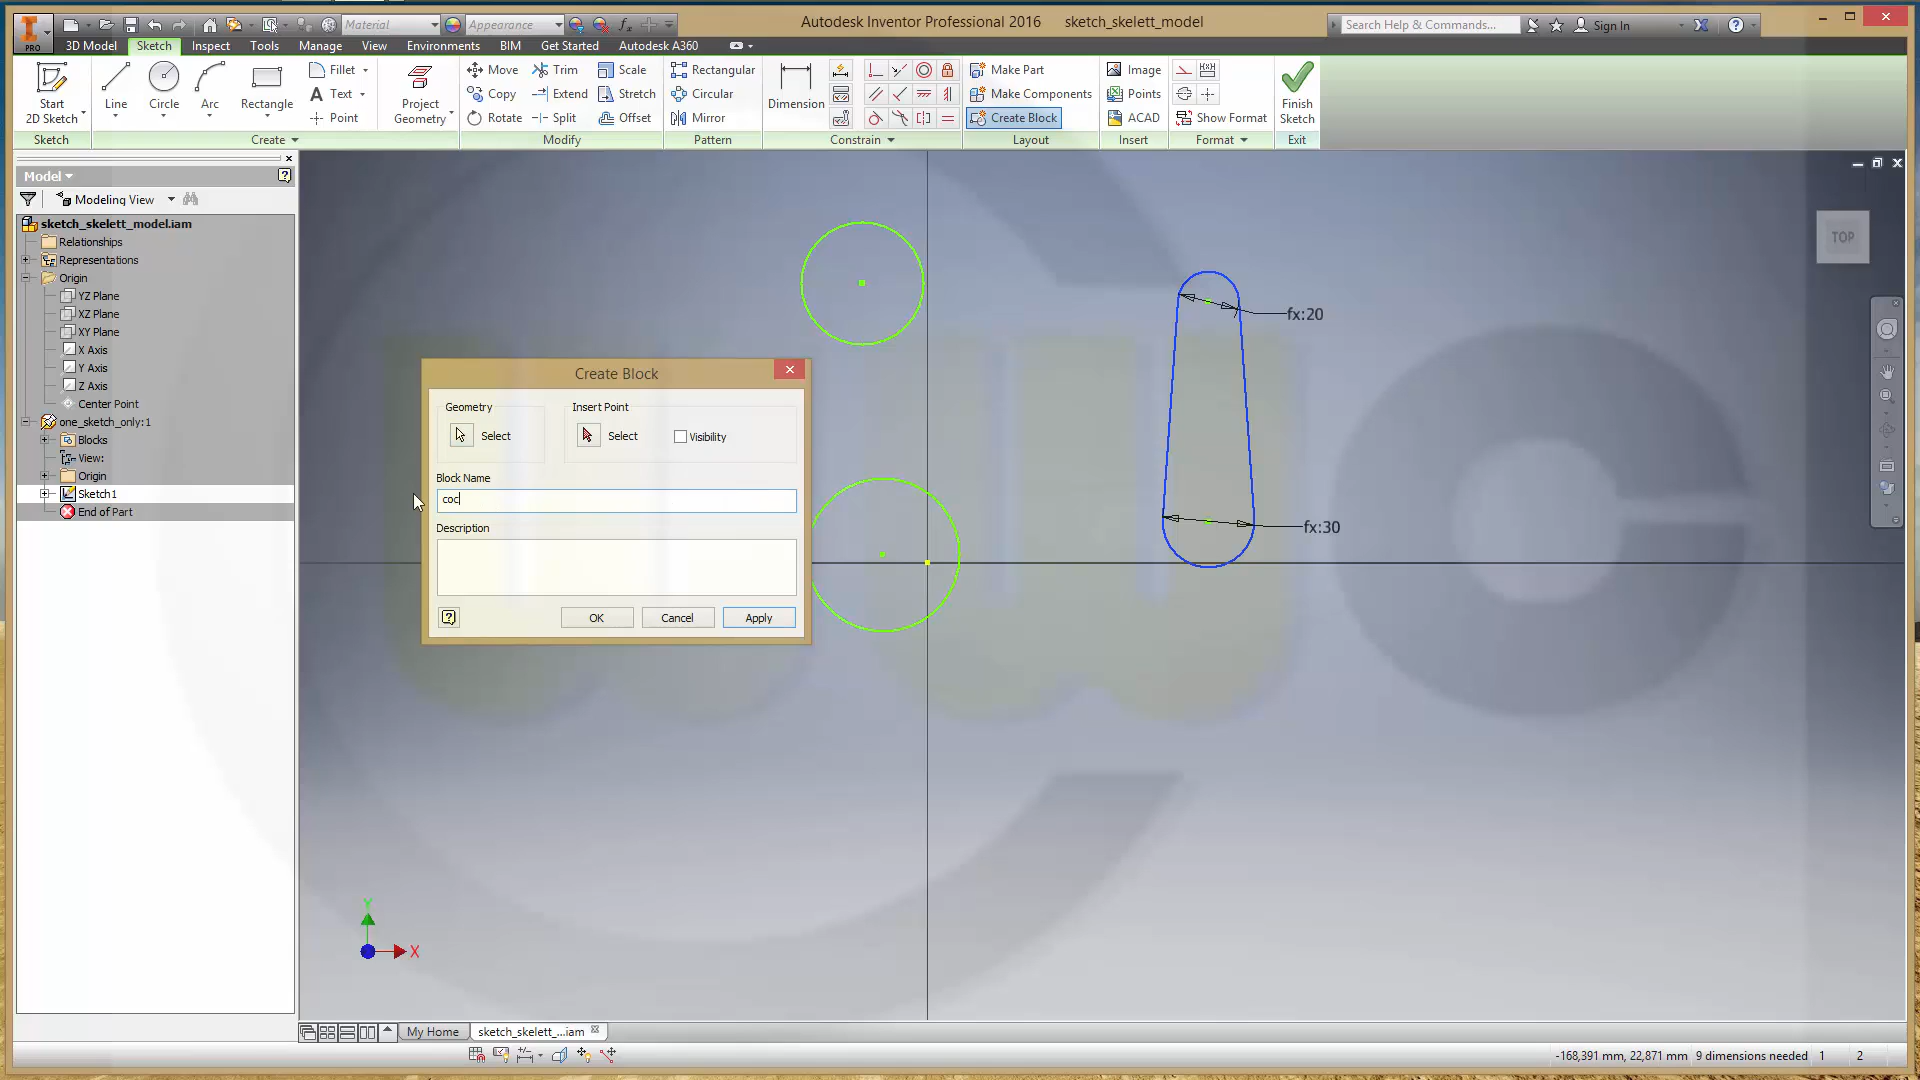 Material
Appearance
Autodesk Inventor Professional 2016 sketch_skelett_model
Search Help & Commands...
Sign In
PRO
3D Model Sketch Inspect Tools Manage View Environments BIM Get Started Autodesk A360
Start
2D Sketch
Line Circle Arc Rectangle
Fillet
Text
Point
Project
Geometry
Move Trim Scale
Copy Extend Stretch
Rotate Split Offset
Rectangular
Circular
Mirror
Dimension
Make Part
Make Components
Create Block
Image
Points
ACAD
Show Format
Finish
Sketch
Sketch Create Modify Pattern Constrain Layout Insert Format Exit
Model
Modeling View
sketch_skelett_model.iam
Relationships
Representations
Origin
YZ Plane
XZ Plane
XY Plane
X Axis
Y Axis
Z Axis
Center Point
one_sketch_only:1
Blocks
View:
Origin
Sketch1
End of Part
TOP
fx:20
fx:30
Create Block
Geometry
Select
Insert Point
Select
Visibility
Block Name
coc
Description
OK Cancel Apply
Y
X
My Home sketch_skelett_...iam
-168,391 mm, 22,871 mm 9 dimensions needed 1 2